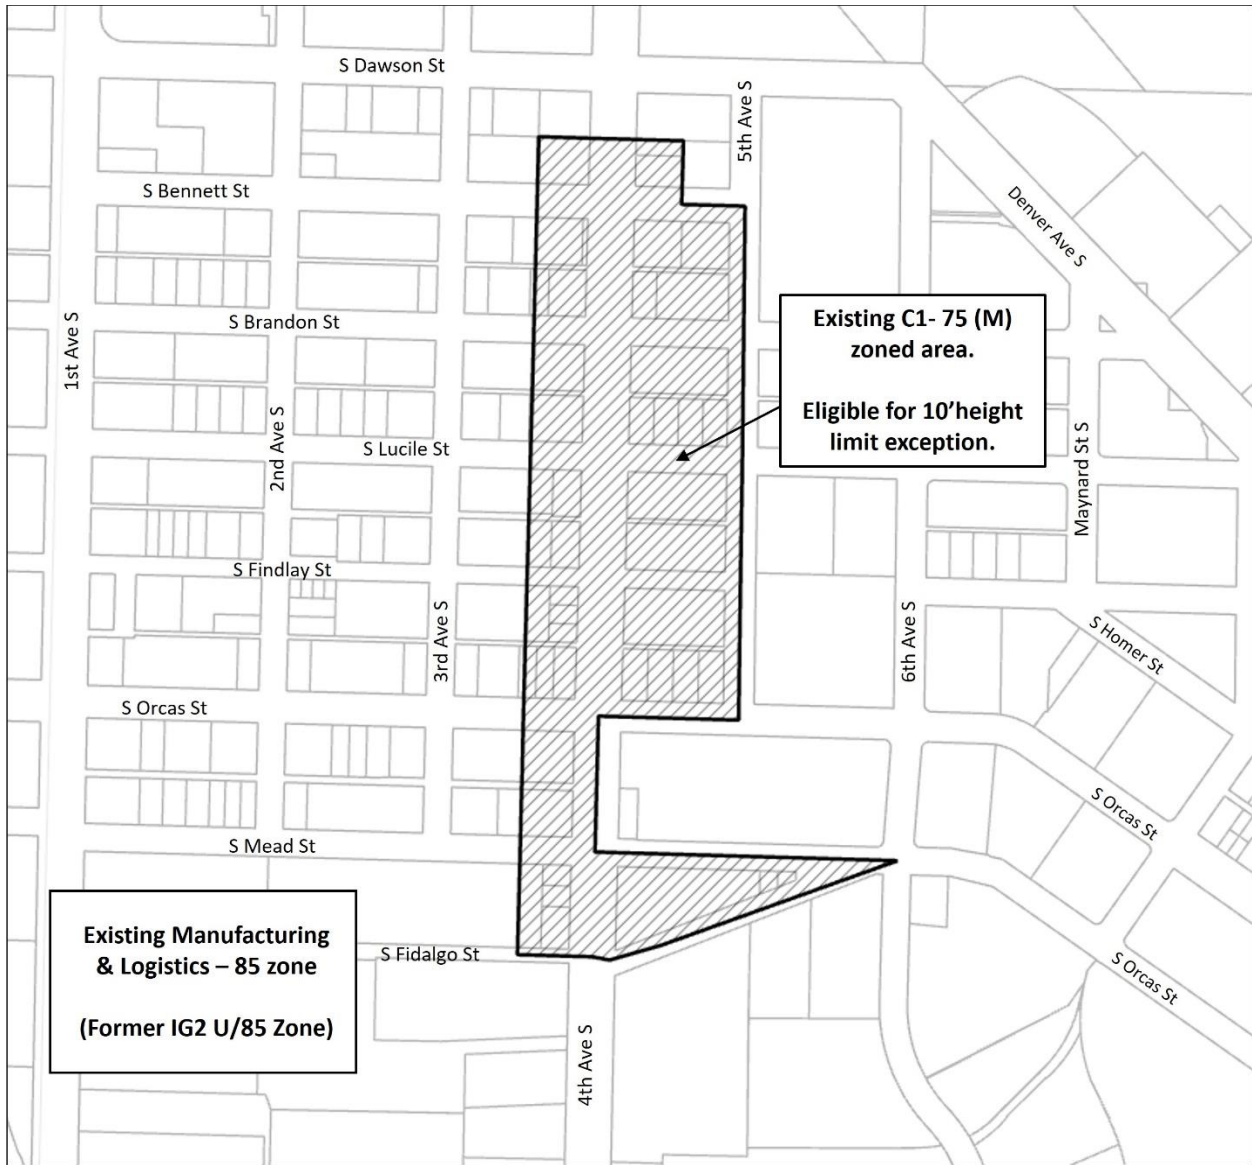 S Dawson St
5th Ave S
S Bennett St
Denver Ave S
S Brandon St
1st Ave S
Existing C1- 75 (M)
zoned area.
Eligible for 10’height
limit exception.
2nd Ave S
S Lucile St
Maynard St S
S Findlay St
3rd Ave S
6th Ave S
S Homer St
S Orcas St
S Orcas St
S Mead St
Existing Manufacturing
& Logistics – 85 zone
(Former IG2 U/85 Zone)
S Fidalgo St
S Orcas St
4th Ave S